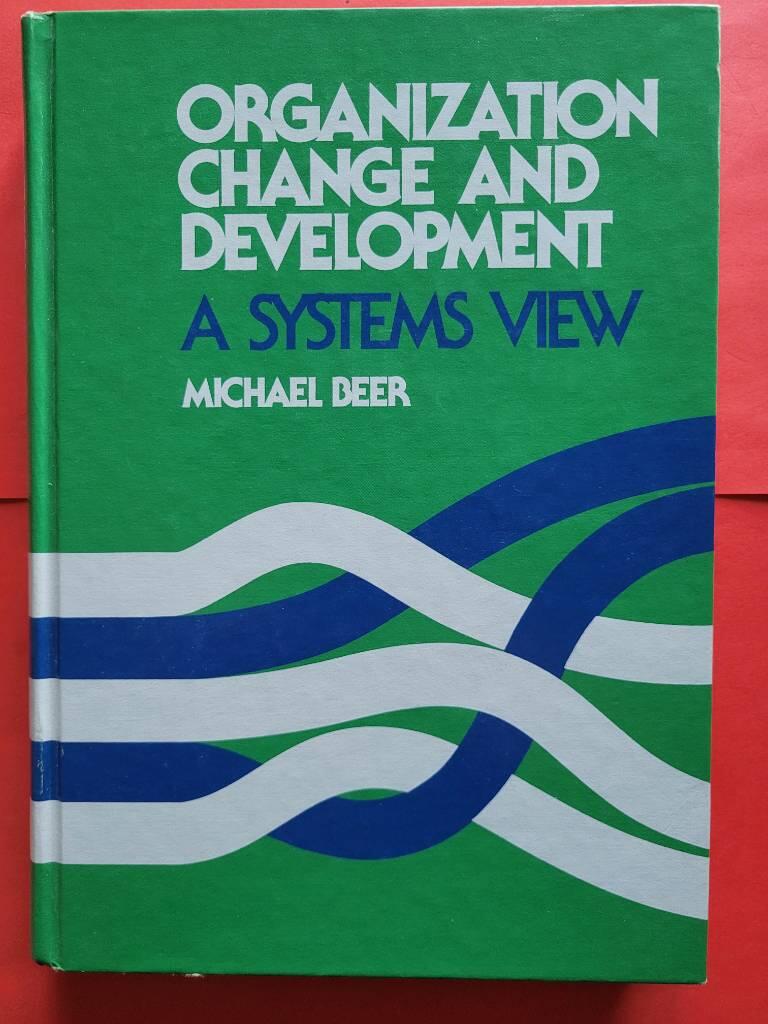 ORGANIZATION
CHANGE AND
DEVELOPMENT
A SYSTEMS VIEW
MICHAEL BEER